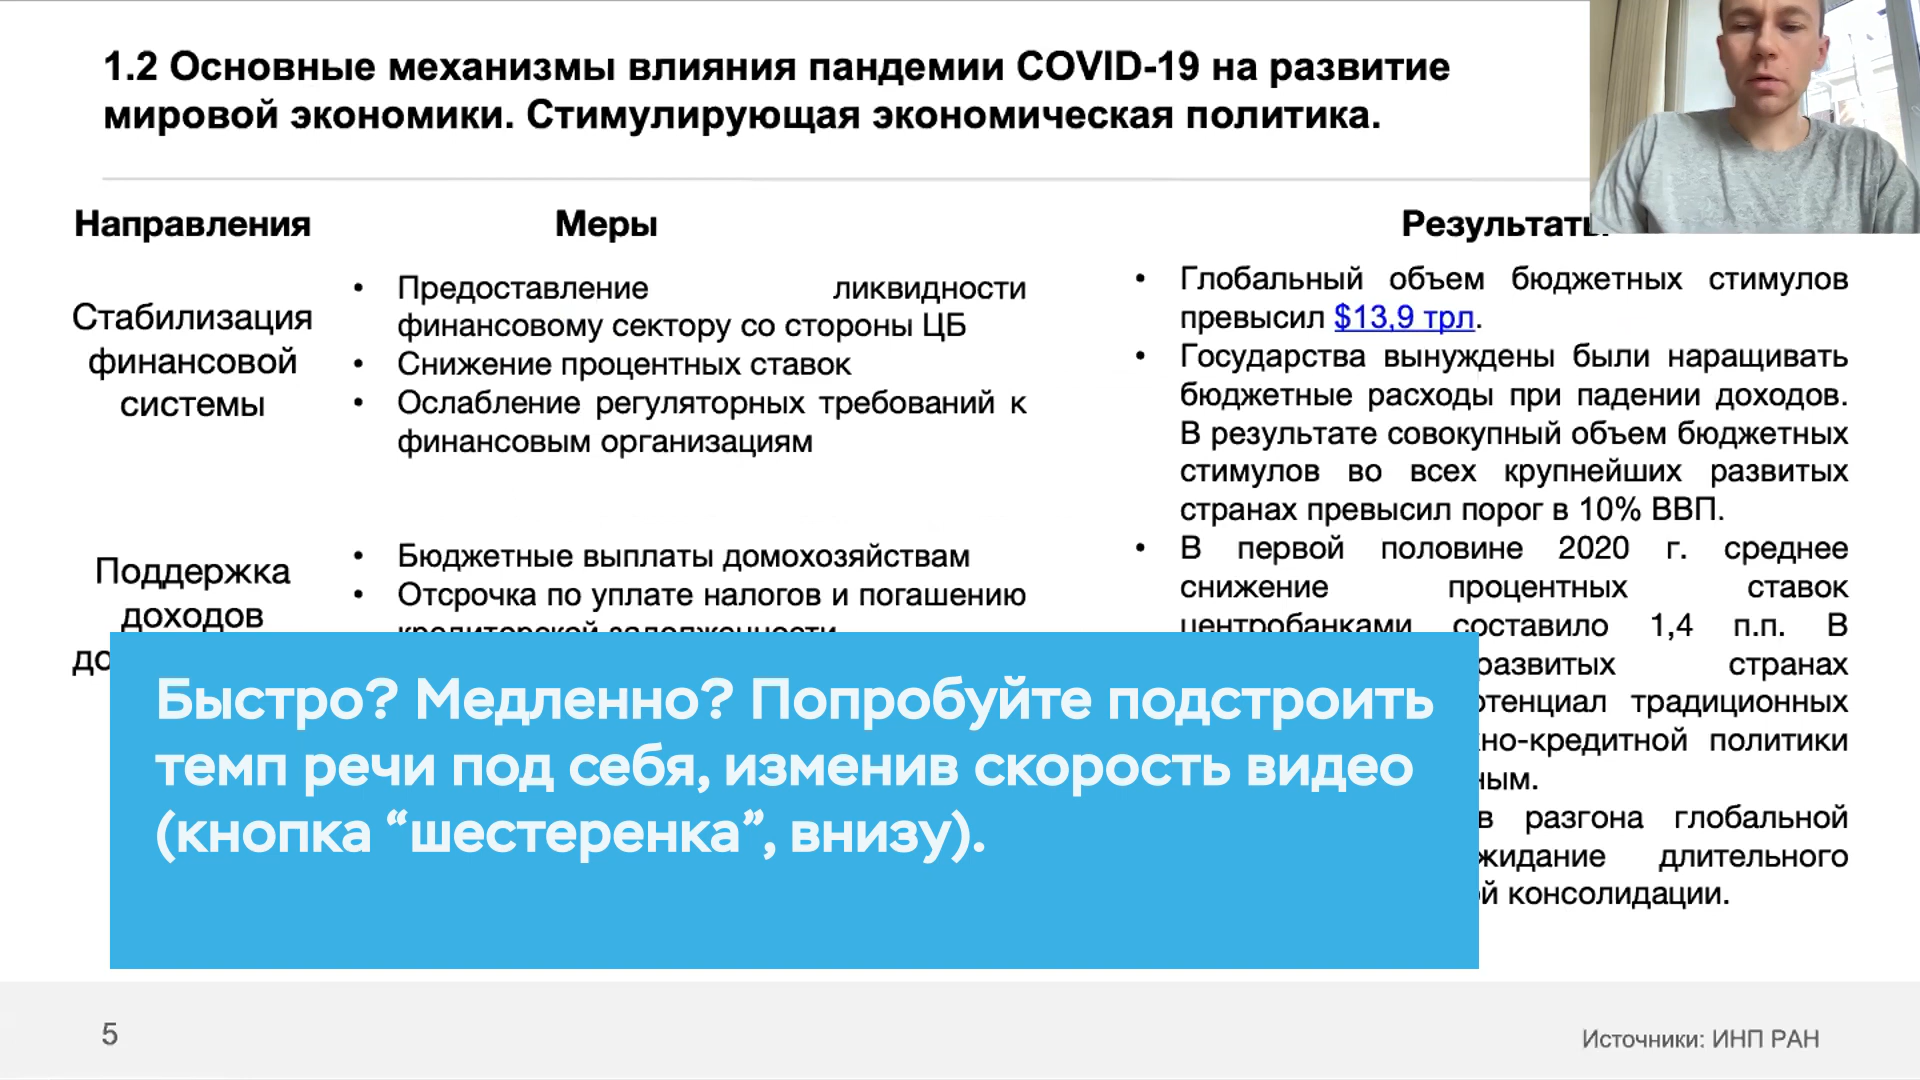 1.2 Основные механизмы влияния пандемии COVID-19 на развитие
мировой экономики. Стимулирующая экономическая политика.
Направления
Меры
Результаты
Стабилизация
финансовой
системы
• Предоставление ликвидности
финансовому сектору со стороны ЦБ
• Снижение процентных ставок
• Ослабление регуляторных требований к
финансовым организациям
Поддержка
доходов
• Бюджетные выплаты домохозяйствам
• Отсрочка по уплате налогов и погашению
кредиторской задолженности
• Глобальный объем бюджетных стимулов
превысил $13,9 трл.
• Государства вынуждены были наращивать
бюджетные расходы при падении доходов.
В результате совокупный объем бюджетных
стимулов во всех крупнейших развитых
странах превысил порог в 10% ВВП.
• В первой половине 2020 г. среднее
снижение процентных ставок
центробанками составило 1,4 п.п. В
развитых странах
традиционных
политики
разгона глобальной
длительного
консолидации.
Быстро? Медленно? Попробуйте подстроить
темп речи под себя, изменив скорость видео
(кнопка “шестеренка”, внизу).
5
Источники: ИНП РАН